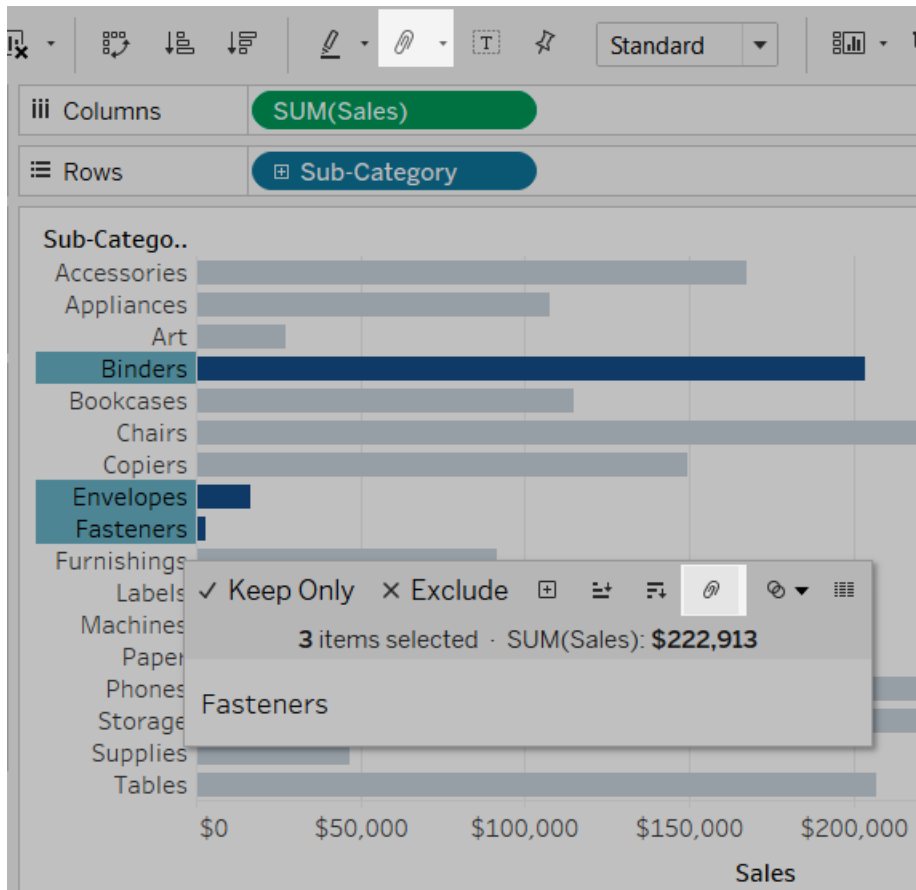 T Standard
Columns SUM(Sales)
Rows Sub-Category
Sub-Catego..
Accessories
Appliances
Art
Binders
Bookcases
Chairs
Copiers
Envelopes
Fasteners
Furnishings
Labels
Machines
Paper
Phones
Storage
Supplies
Tables
Keep Only Exclude
3 items selected · SUM(Sales): $222,913
Fasteners
$0 $50,000 $100,000 $150,000 $200,000
Sales